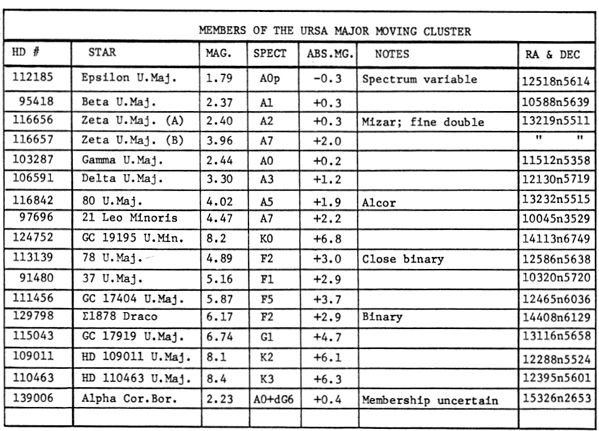 MEMBERS OF THE URSA MAJOR MOVING CLUSTER
HD # STAR MAG. SPECT ABS.MG. NOTES RA & DEC
112185 Epsilon U.Maj. 1.79 A0p -0.3 Spectrum variable 12518n5614
95418 Beta U.Maj. 2.37 A1 +0.3 10588n5639
116656 Zeta U.Maj. (A) 2.40 A2 +0.3 Mizar; fine double 13219n5511
116657 Zeta U.Maj. (B) 3.96 A7 +2.0 " "
103287 Gamma U.Maj. 2.44 A0 +0.2 11512n5358
106591 Delta U.Maj. 3.30 A3 +1.2 12130n5719
116842 80 U.Maj. 4.02 A5 +1.9 Alcor 13232n5515
97696 21 Leo Minoris 4.47 A7 +2.2 10045n3529
124752 GC 19195 U.Min. 8.2 K0 +6.8 14113n6749
113139 78 U.Maj. 4.89 F2 +3.0 Close binary 12586n5638
91480 37 U.Maj. 5.16 F1 +2.9 10320n5720
111456 GC 17404 U.Maj. 5.87 F5 +3.7 12465n6036
129798 Σ1878 Draco 6.17 F2 +2.9 Binary 14408n6129
115043 GC 17919 U.Maj. 6.74 G1 +4.7 13116n5658
109011 HD 109011 U.Maj. 8.1 K2 +6.1 12288n5524
110463 HD 110463 U.Maj. 8.4 K3 +6.3 12395n5601
139006 Alpha Cor.Bor. 2.23 A0+dG6 +0.4 Membership uncertain 15326n2653